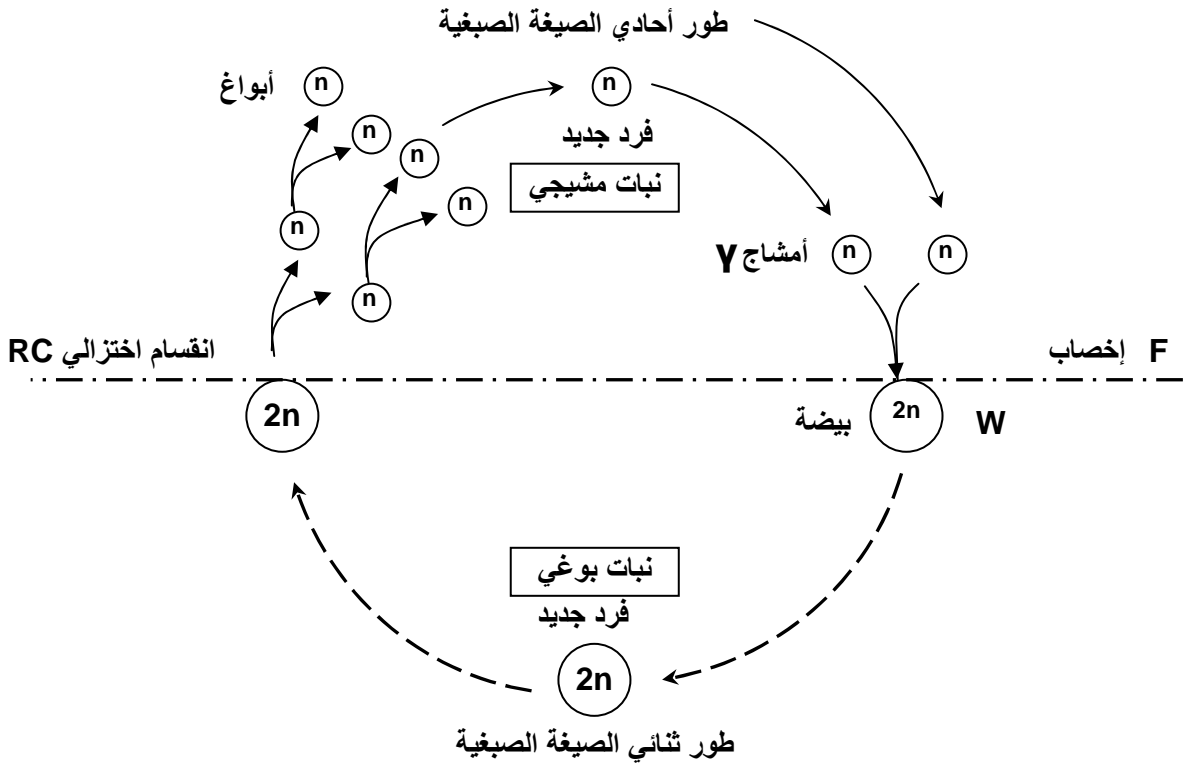 طور أحادي الصيغة الصبغية
أبواغ
n
n
فرد جديد
n
n
نبات مشيجي
n
n
أمشاج γ
n
n
n
انقسام اختزالي RC
F إخصاب
2n
بيضة
2n
W
نبات بوغي
فرد جديد
2n
طور ثنائي الصيغة الصبغية